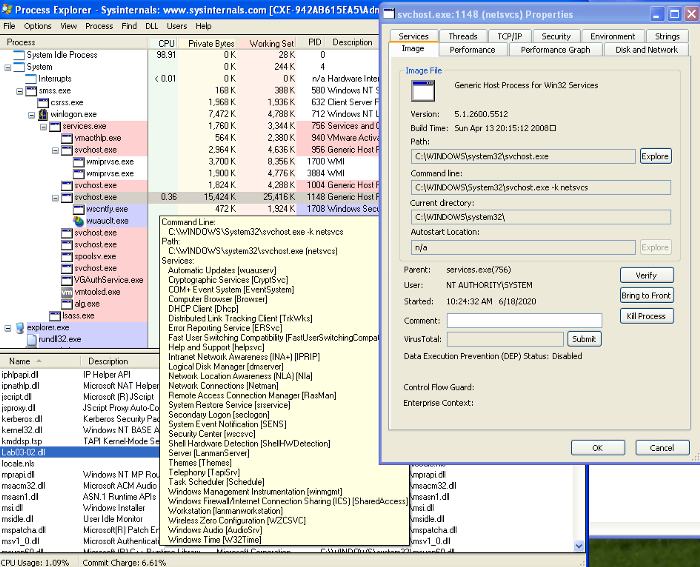 Process Explorer - Sysinternals: www.sysinternals.com [CXE-942AB615EA5\Adm
Options View Process Find DLL Users Help
Process CPU Private Bytes Working Set PID Description
System Idle Process 98.91 0 K 28 K 0
System 0 K 244 K 4
Interrupts < 0.01 0 K 0 K n/a Hardware Inter
smss.exe 168 K 388 K 580 Windows NT S
csrss.exe 1,968 K 1,936 K 632 Client Server F
winlogon.exe 7,472 K 4,788 K 712 Windows NT L
services.exe 1,760 K 3,344 K 756 Services and C
vmacthlp.exe 564 K 2,380 K 940 VMware Activa
svchost.exe 2,964 K 4,636 K 956 Generic Host F
wmiprvse.exe 3,700 K 8,356 K 1700 WMI
wmiprvse.exe 1,900 K 4,776 K 3884 WMI
svchost.exe 1,824 K 4,288 K 1004 Generic Host F
svchost.exe 0.36 15,424 K 25,416 K 1148 Generic Host F
wscntfy.exe 472 K 1,924 K 1708 Windows Secu
wuauclt.exe
svchost.exe
svchost.exe
spoolsv.exe
svchost.exe
VGAuthService.exe
vmtoolsd.exe
alg.exe
lsass.exe
explorer.exe
rundll32.exe
Command Line:
C:\WINDOWS\System32\svchost.exe -k netsvcs
Path:
C:\WINDOWS\system32\svchost.exe (netsvcs)
Services:
Automatic Updates [wuauserv]
Cryptographic Services [CryptSvc]
COM+ Event System [EventSystem]
Computer Browser [Browser]
DHCP Client [Dhcp]
Distributed Link Tracking Client [TrkWks]
Error Reporting Service [ERSvc]
Fast User Switching Compatibility [FastUserSwitchingCompat
Help and Support [helpsvc]
Intranet Network Awareness (INA+) [IPRIP]
Logical Disk Manager [dmserver]
Network Location Awareness (NLA) [Nla]
Network Connections [Netman]
Remote Access Connection Manager [RasMan]
System Restore Service [srservice]
Secondary Logon [seclogon]
System Event Notification [SENS]
Security Center [wscsvc]
Shell Hardware Detection [ShellHWDetection]
Server [LanmanServer]
Themes [Themes]
Telephony [TapiSrv]
Task Scheduler [Schedule]
Windows Management Instrumentation [winmgmt]
Windows Firewall/Internet Connection Sharing (ICS) [SharedAccess]
Workstation [lanmanworkstation]
Wireless Zero Configuration [WZCSVC]
Windows Audio [AudioSrv]
Windows Time [W32Time]
Name Description
iphlpapi.dll IP Helper API
ipnathlp.dll Microsoft NAT Helper
jscript.dll Microsoft (R) JScript
jsproxy.dll JScript Proxy Auto-Co
kerberos.dll Kerberos Security Pac
kernel32.dll Windows NT BASE A
kmddsp.tsp TAPI Kernel-Mode Se
Lab03-02.dll
locale.nls
mprapi.dll Windows NT MP Rou \mprapi.dll
msacm32.dll Microsoft ACM Audio \msacm32.dll
msasn1.dll ASN.1 Runtime APIs \msasn1.dll
msi.dll Windows Installer \msi.dll
msidle.dll User Idle Monitor \msidle.dll
mspatcha.dll Microsoft(R) Patch En \mspatcha.dll
msv1_0.dll Microsoft Authenticati \msv1_0.dll
CPU Usage: 1.09% Commit Charge: 6.61%
svchost.exe:1148 (netsvcs) Properties
Services Threads TCP/IP Security Environment Strings
Image Performance Performance Graph Disk and Network
Image File
Generic Host Process for Win32 Services
Version: 5.1.2600.5512
Build Time: Sun Apr 13 20:15:12 2008
Path:
C:\WINDOWS\system32\svchost.exe Explore
Command line:
C:\WINDOWS\System32\svchost.exe -k netsvcs
Current directory:
C:\WINDOWS\system32\
Autostart Location:
n/a Explore
Parent: services.exe(756) Verify
User: NT AUTHORITY\SYSTEM
Bring to Front
Started: 10:24:32 AM 6/18/2020
Kill Process
Comment:
VirusTotal: Submit
Data Execution Prevention (DEP) Status: Disabled
Control Flow Guard:
Enterprise Context:
OK Cancel